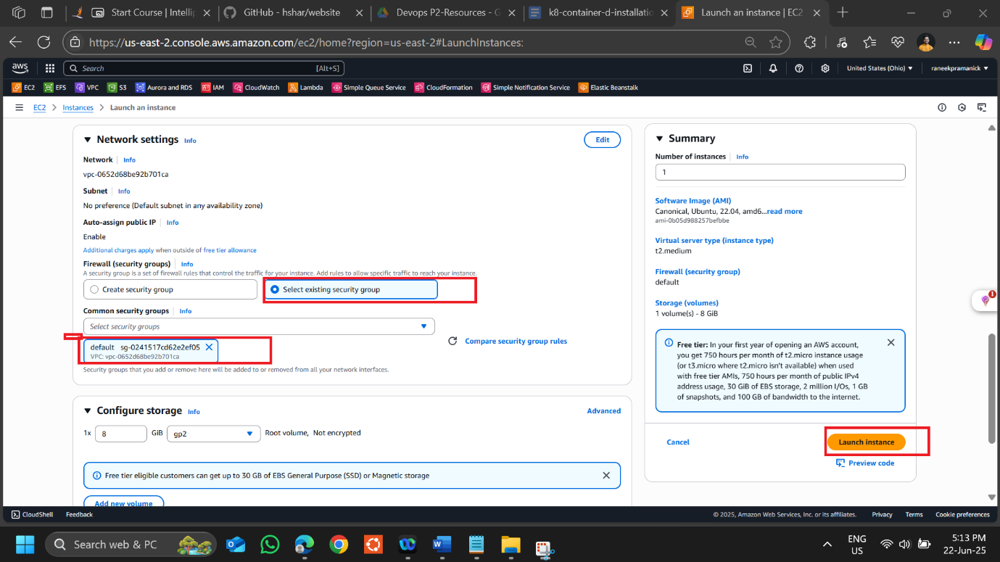 Start Course | Intellip
GitHub - hshar/website
Devops P2-Resources - G
k8-container-d-installatio
Launch an instance | EC2
https://us-east-2.console.aws.amazon.com/ec2/home?region=us-east-2#LaunchInstances:
aws
Search
[Alt+S]
United States (Ohio)
raneekpramanick
EC2
EFS
VPC
S3
Aurora and RDS
IAM
CloudWatch
Lambda
Simple Queue Service
CloudFormation
Simple Notification Service
Elastic Beanstalk
EC2 > Instances > Launch an instance
Network settings Info
Edit
Network Info
vpc-0652d68be92b701ca
Subnet Info
No preference (Default subnet in any availability zone)
Auto-assign public IP Info
Enable
Additional charges apply when outside of free tier allowance
Firewall (security groups) Info
A security group is a set of firewall rules that control the traffic for your instance. Add rules to allow specific traffic to reach your instance.
Create security group
Select existing security group
Common security groups Info
Select security groups
Compare security group rules
default sg-0241517cd62e2ef05
VPC: vpc-0652d68be92b701ca
Security groups that you add or remove here will be added to or removed from all your network interfaces.
Configure storage Info
Advanced
1x
8
GiB
gp2
Root volume, Not encrypted
Free tier eligible customers can get up to 30 GB of EBS General Purpose (SSD) or Magnetic storage
Add new volume
Summary
Number of instances Info
1
Software Image (AMI)
Canonical, Ubuntu, 22.04, amd6...read more
ami-0b05d988257befbbe
Virtual server type (instance type)
t2.medium
Firewall (security group)
default
Storage (volumes)
1 volume(s) - 8 GiB
Free tier: In your first year of opening an AWS account,
you get 750 hours per month of t2.micro instance usage
(or t3.micro where t2.micro isn't available) when used
with free tier AMIs, 750 hours per month of public IPv4
address usage, 30 GiB of EBS storage, 2 million I/Os, 1 GB
of snapshots, and 100 GB of bandwidth to the internet.
Cancel
Launch instance
Preview code
1
CloudShell
Feedback
© 2025, Amazon Web Services, Inc. or its affiliates.
Privacy
Terms
Cookie preferences
Search web & PC
ENG
US
5:13 PM
22-Jun-25